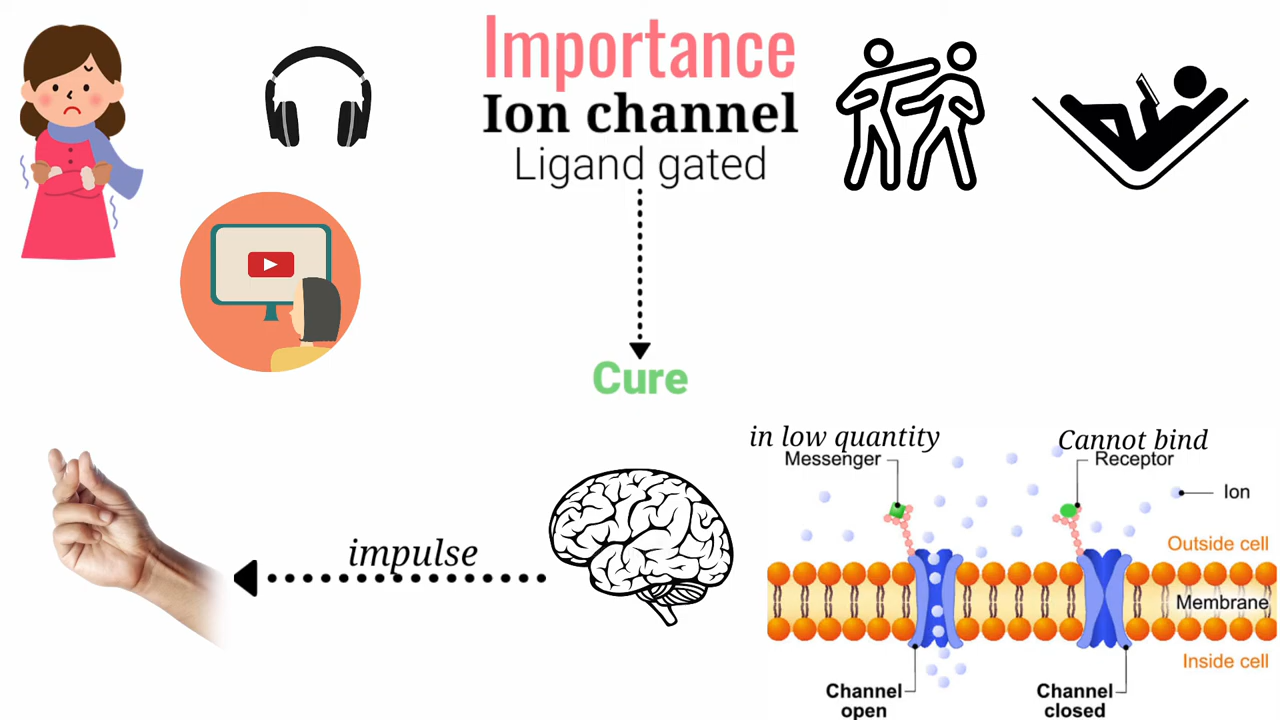 Importance
Ion channel
Ligand gated
Cure
impulse
in low quantity
Messenger
Cannot bind
Receptor
Ion
Outside cell
Membrane
Inside cell
Channel
open
Channel
closed